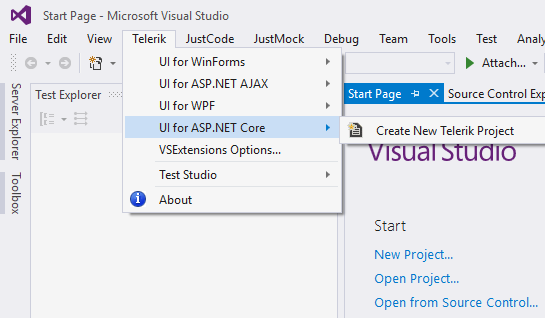 Start Page - Microsoft Visual Studio
File Edit View Telerik JustCode JustMock Debug Team Tools Test Analy
Attach...
Server Explorer
Toolbox
Test Explorer
UI for WinForms
UI for ASP.NET AJAX
UI for WPF
UI for ASP.NET Core
VSExtensions Options...
Test Studio
About
Create New Telerik Project
Start Page
Source Control Exp
Visual Studio
Start
New Project...
Open Project...
Open from Source Control...